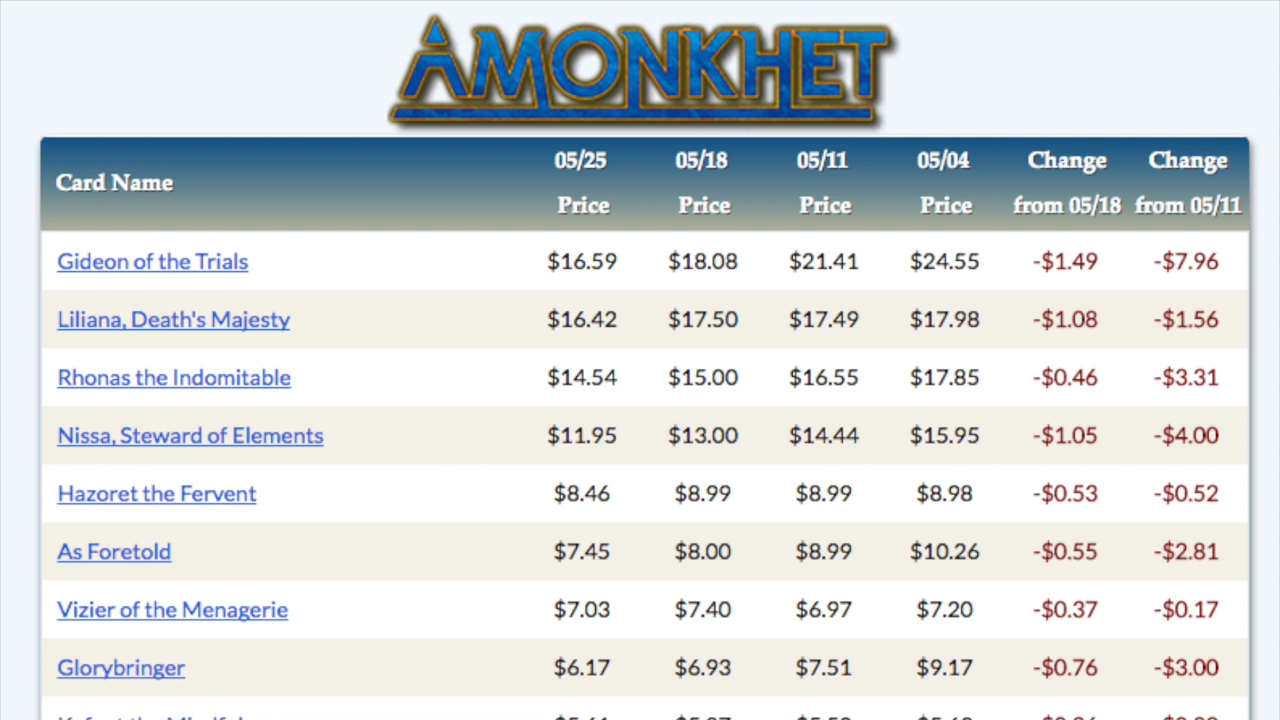 AMONKHET
Card Name 05/25 Price 05/18 Price 05/11 Price 05/04 Price Change from 05/18 Change from 05/11
Gideon of the Trials $16.59 $18.08 $21.41 $24.55 -$1.49 -$7.96
Liliana, Death's Majesty $16.42 $17.50 $17.49 $17.98 -$1.08 -$1.56
Rhonas the Indomitable $14.54 $15.00 $16.55 $17.85 -$0.46 -$3.31
Nissa, Steward of Elements $11.95 $13.00 $14.44 $15.95 -$1.05 -$4.00
Hazoret the Fervent $8.46 $8.99 $8.99 $8.98 -$0.53 -$0.52
As Foretold $7.45 $8.00 $8.99 $10.26 -$0.55 -$2.81
Vizier of the Menagerie $7.03 $7.40 $6.97 $7.20 -$0.37 -$0.17
Glorybringer $6.17 $6.93 $7.51 $9.17 -$0.76 -$3.00